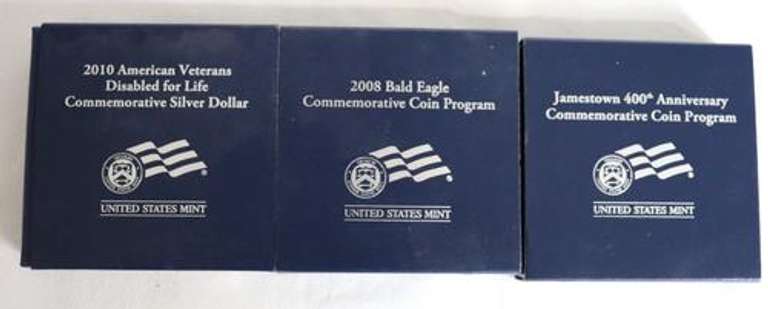 2010 American Veterans
Disabled for Life
Commemorative Silver Dollar
UNITED STATES MINT
2008 Bald Eagle
Commemorative Coin Program
UNITED STATES MINT
Jamestown 400th Anniversary
Commemorative Coin Program
UNITED STATES MINT